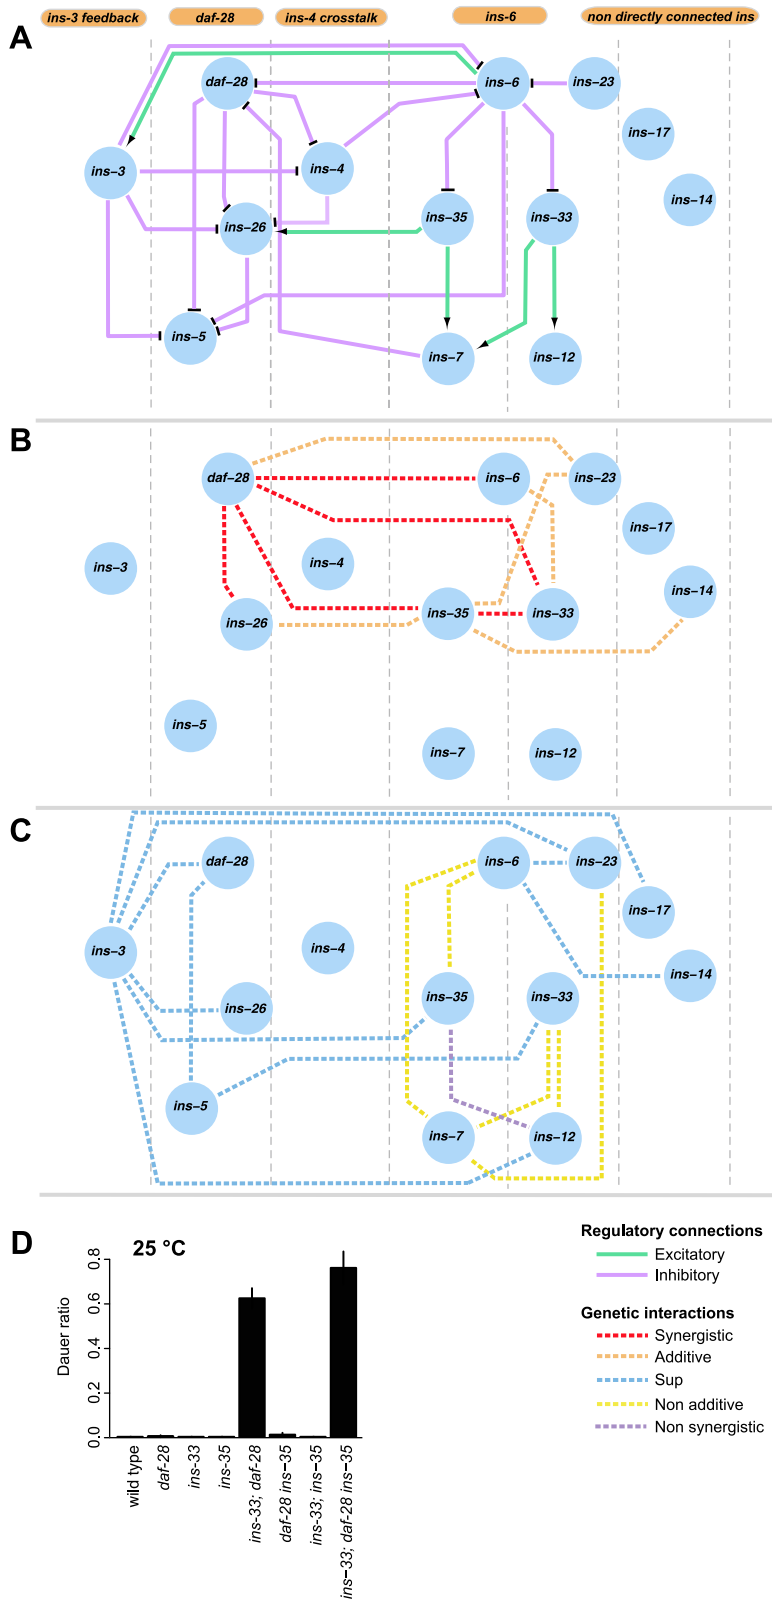 ins-3 feedback
daf-28
ins-4 crosstalk
ins-6
non directly connected ins
A
daf-28
ins-6
ins-23
ins-17
ins-3
ins-4
ins-14
ins-26
ins-35
ins-33
ins-5
ins-7
ins-12
B
daf-28
ins-6
ins-23
ins-17
ins-3
ins-4
ins-14
ins-26
ins-35
ins-33
ins-5
ins-7
ins-12
C
daf-28
ins-6
ins-23
ins-17
ins-3
ins-4
ins-14
ins-26
ins-35
ins-33
ins-5
ins-7
ins-12
D
25 °C
Dauer ratio
0.8
0.6
0.4
0.2
0.0
wild type
daf-28
ins-33
ins-35
ins-33; daf-28
daf-28 ins-35
ins-33; ins-35
ins-33; daf-28 ins-35
Regulatory connections
Excitatory
Inhibitory
Genetic interactions
Synergistic
Additive
Sup
Non additive
Non synergistic